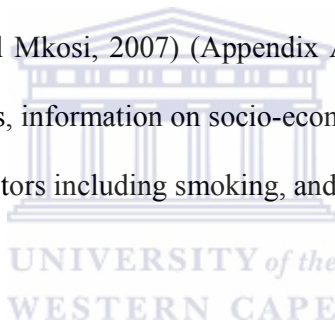 l Mkosi, 2007) (Appendix A
s, information on socio-econ
tors including smoking, and
UNIVERSITY of the
WESTERN CAPE